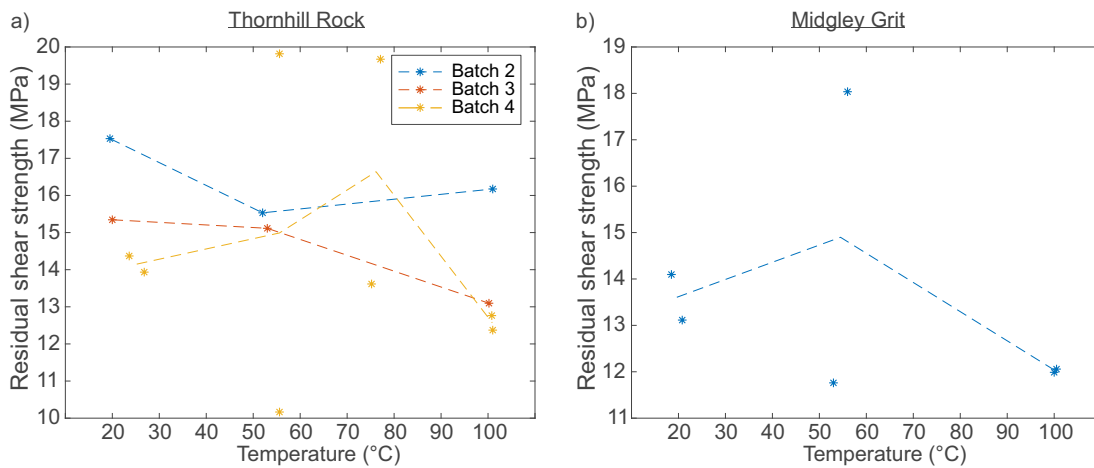 a)
Thornhill Rock
20
19
18
17
16
15
14
13
12
11
10
Residual shear strength (MPa)
Batch 2
Batch 3
Batch 4
20 30 40 50 60 70 80 90 100
Temperature (°C)
b)
Midgley Grit
19
18
17
16
15
14
13
12
11
Residual shear strength (MPa)
20 30 40 50 60 70 80 90 100
Temperature (°C)